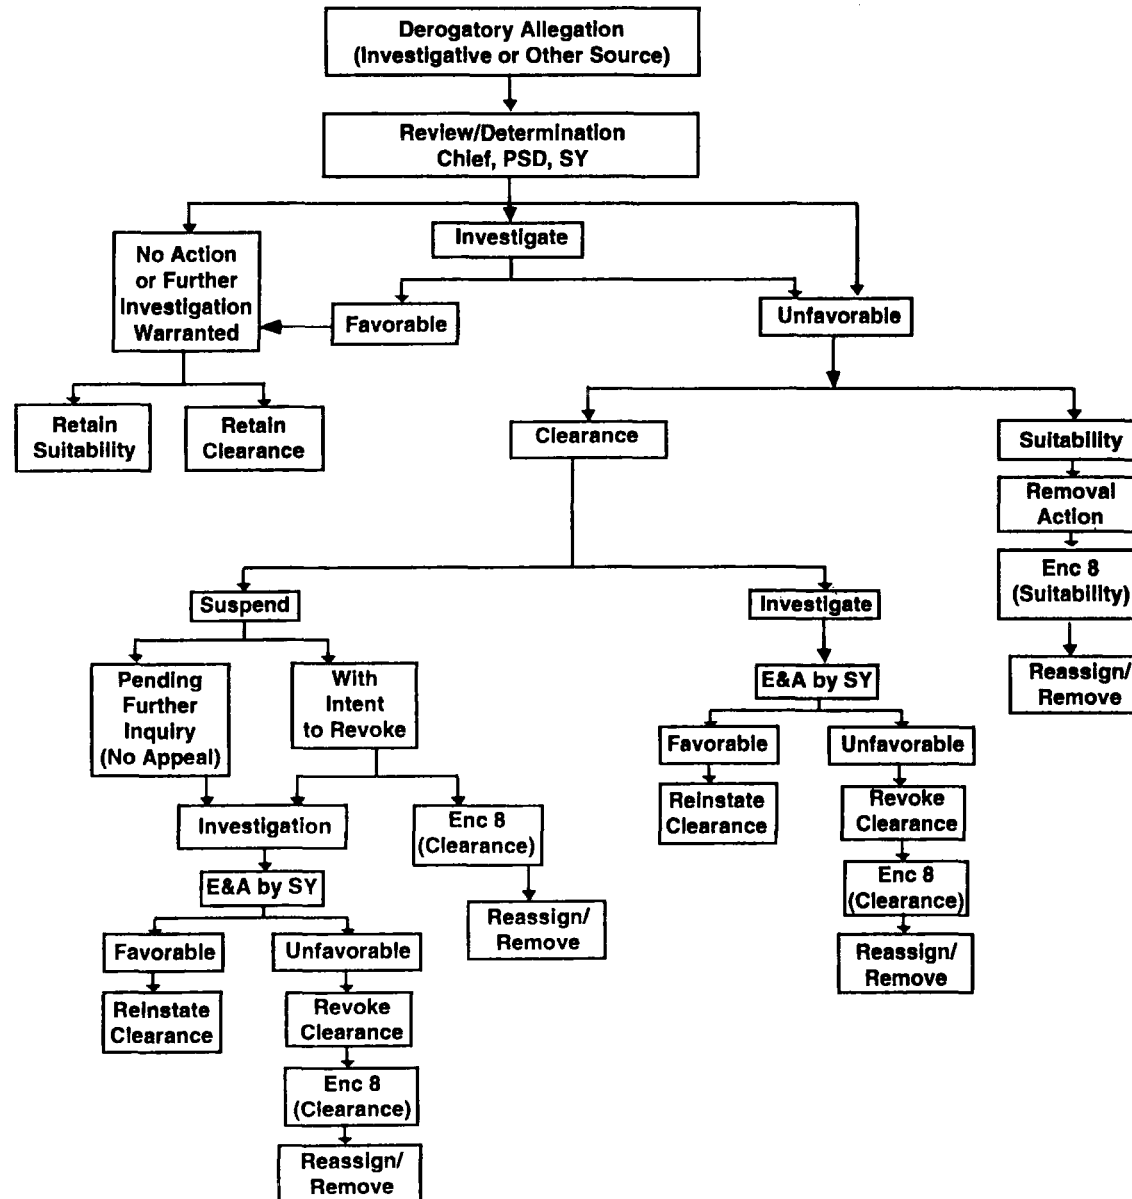 Derogatory Allegation
(Investigative or Other Source)
Review/Determination
Chief, PSD, SY
No Action
or Further
Investigation
Warranted
Investigate
Favorable
Unfavorable
Retain
Suitability
Retain
Clearance
Clearance
Suitability
Removal
Action
Enc 8
(Suitability)
Reassign/
Remove
Suspend
Investigate
Pending
Further
Inquiry
(No Appeal)
With
Intent
to Revoke
E&A by SY
Favorable
Unfavorable
Reinstate
Clearance
Revoke
Clearance
Enc 8
(Clearance)
Reassign/
Remove
Investigation
Enc 8
(Clearance)
Reassign/
Remove
E&A by SY
Favorable
Unfavorable
Reinstate
Clearance
Revoke
Clearance
Enc 8
(Clearance)
Reassign/
Remove